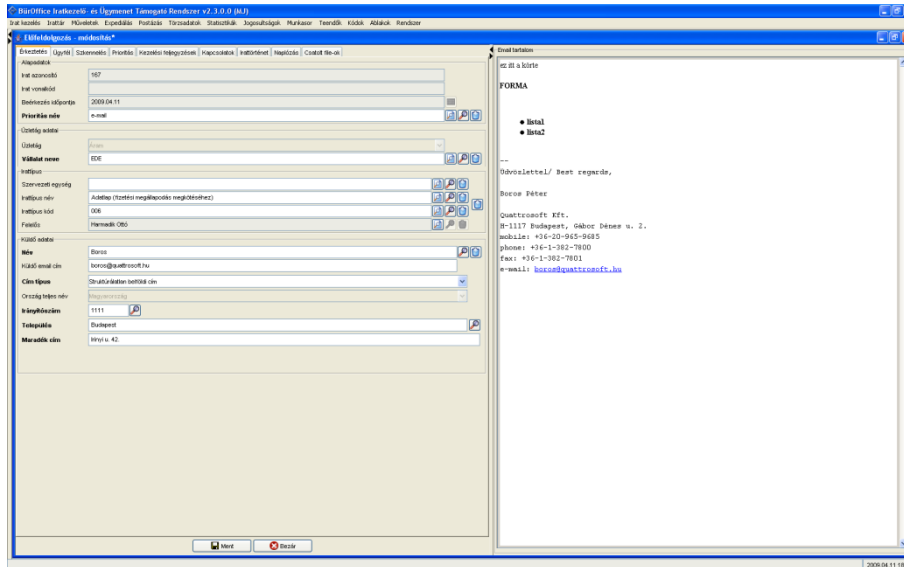 BürOffice Iratkezelő- és Ügymenet Támogató Rendszer v2.3.0.0 (MJ)
Irat kezelés Irattár Műveletek Expediálás Postázás Törzsadatok Statisztikák Jogosultságok Munkasor Teendők Kódok Ablakok Rendszer
Előfeldolgozás - módosítás*
Érkeztetés Ügyfél Szkennelés Prioritás Kezelési feljegyzések Kapcsolatok Irattörténet Naplózás Csatolt file-ok
Alapadatok
Irat azonosító 167
Irat vonalkód
Beérkezés időpontja 2009.04.11
Prioritás név e-mail
Üzletág adatai
Üzletág Áram
Vállalat neve EDE
Irattípus
Szervezeti egység
Irattípus név Adatlap (fizetési megállapodás megkötéséhez)
Irattípus kód 006
Felelős Harmadik Ottó
Küldő adatai
Név Boros
Küldő email cím boros@quattrosoft.hu
Cím típus Struktúrálatlan belföldi cím
Ország teljes név Magyarország
Irányítószám 1111
Település Budapest
Maradék cím Irinyi u. 42.
Ment Bezár
Email tartalom
ez itt a körte
FORMA
● lista1
● lista2
--
Üdvözlettel/ Best regards,
Boros Péter
Quattrosoft Kft.
H-1117 Budapest, Gábor Dénes u. 2.
mobile: +36-20-965-9685
phone: +36-1-382-7800
fax: +36-1-382-7801
e-mail: boros@quattrosoft.hu
2009.04.11 18